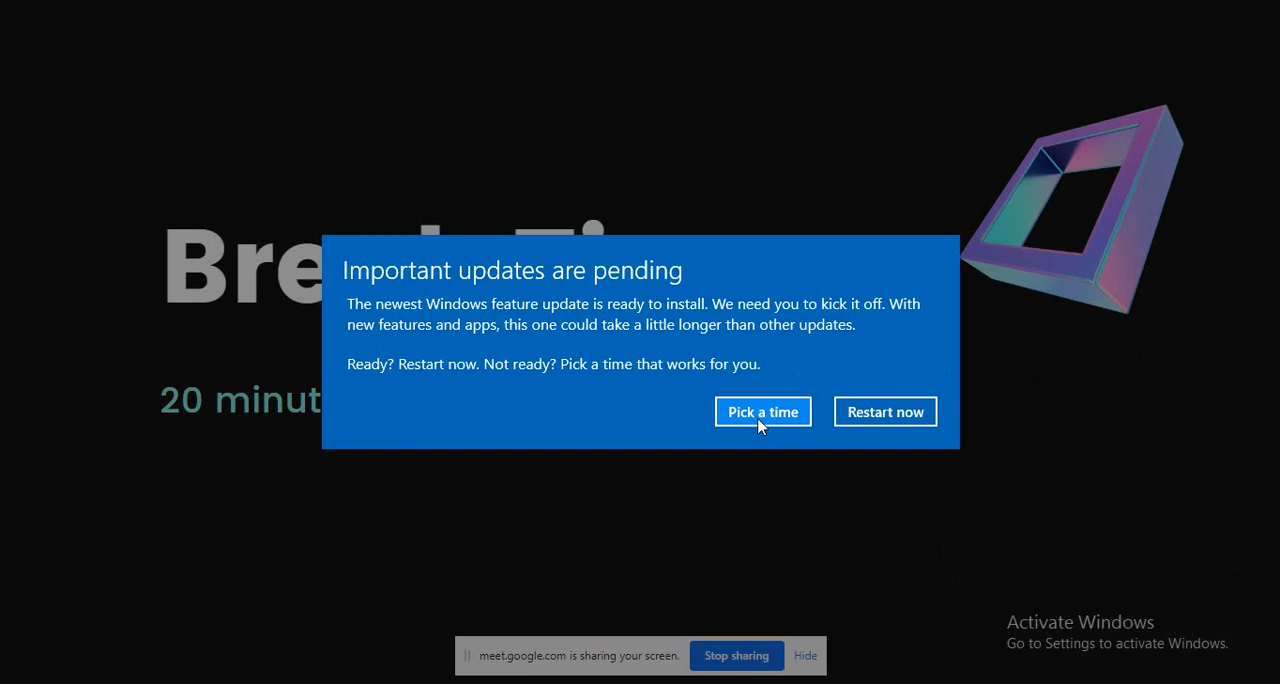 Important updates are pending
The newest Windows feature update is ready to install. We need you to kick it off. With
new features and apps, this one could take a little longer than other updates.
Ready? Restart now. Not ready? Pick a time that works for you.
Pick a time
Restart now
20
Activate Windows
Go to Settings to activate Windows.
meet.google.com is sharing your screen.
Stop sharing
Hide